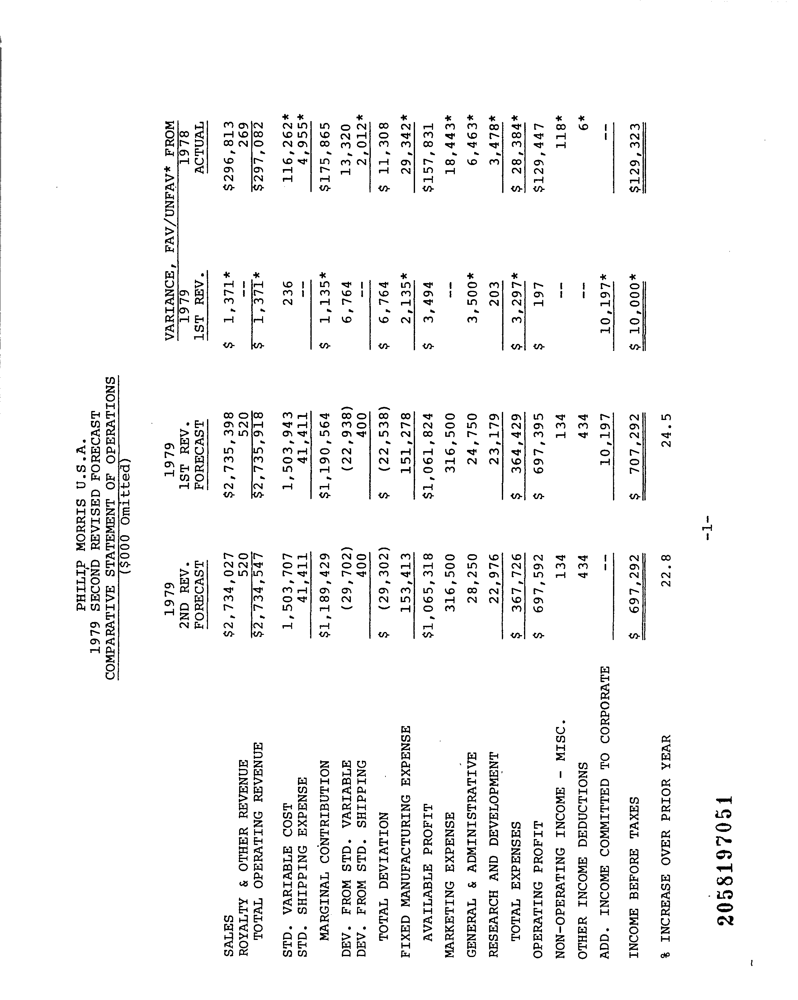 PHILIP MORRIS U.S.A.
1979 SECOND REVISED FORECAST
COMPARATIVE STATEMENT OF OPERATIONS
($000 Omitted)
VARIANCE, FAV/UNFAV* FROM
1979 1979 1979 1978
2ND REV. 1ST REV. 1ST REV. ACTUAL
FORECAST FORECAST
SALES $2,734,027 $2,735,398 $ 1,371* $296,813
ROYALTY & OTHER REVENUE 520 520 -- 269
TOTAL OPERATING REVENUE $2,734,547 $2,735,918 $ 1,371* $297,082
STD. VARIABLE COST 1,503,707 1,503,943 236 116,262*
STD. SHIPPING EXPENSE 41,411 41,411 -- 4,955*
MARGINAL CONTRIBUTION $1,189,429 $1,190,564 $ 1,135* $175,865
DEV. FROM STD. VARIABLE (29,702) (22,938) 6,764 13,320
DEV. FROM STD. SHIPPING 400 400 -- 2,012*
TOTAL DEVIATION $ (29,302) $ (22,538) $ 6,764 $ 11,308
FIXED MANUFACTURING EXPENSE 153,413 151,278 2,135* 29,342*
AVAILABLE PROFIT $1,065,318 $1,061,824 $ 3,494 $157,831
MARKETING EXPENSE 316,500 316,500 -- 18,443*
GENERAL & ADMINISTRATIVE 28,250 24,750 3,500* 6,463*
RESEARCH AND DEVELOPMENT 22,976 23,179 203 3,478*
TOTAL EXPENSES $ 367,726 $ 364,429 $ 3,297* $ 28,384*
OPERATING PROFIT $ 697,592 $ 697,395 $ 197 $129,447
NON-OPERATING INCOME - MISC. 134 134 -- 118*
OTHER INCOME DEDUCTIONS 434 434 -- 6*
ADD. INCOME COMMITTED TO CORPORATE -- 10,197 10,197* --
INCOME BEFORE TAXES $ 697,292 $ 707,292 $ 10,000* $129,323
% INCREASE OVER PRIOR YEAR 22.8 24.5
-1-
2058197051